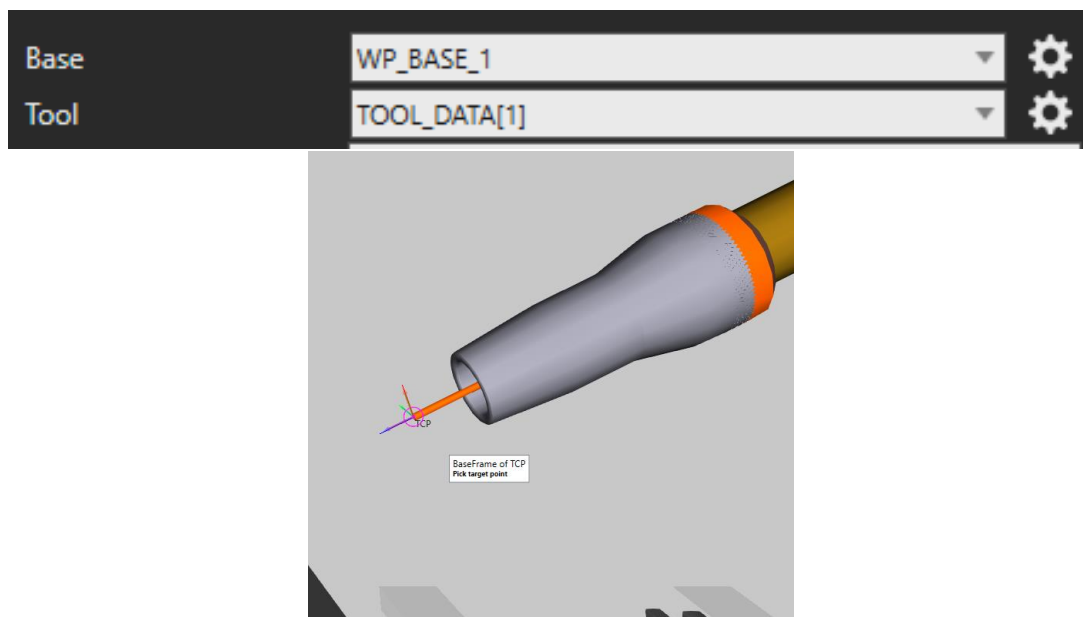 Base WP_BASE_1
Tool TOOL_DATA[1]
TCP
BaseFrame of TCP
Pick target point